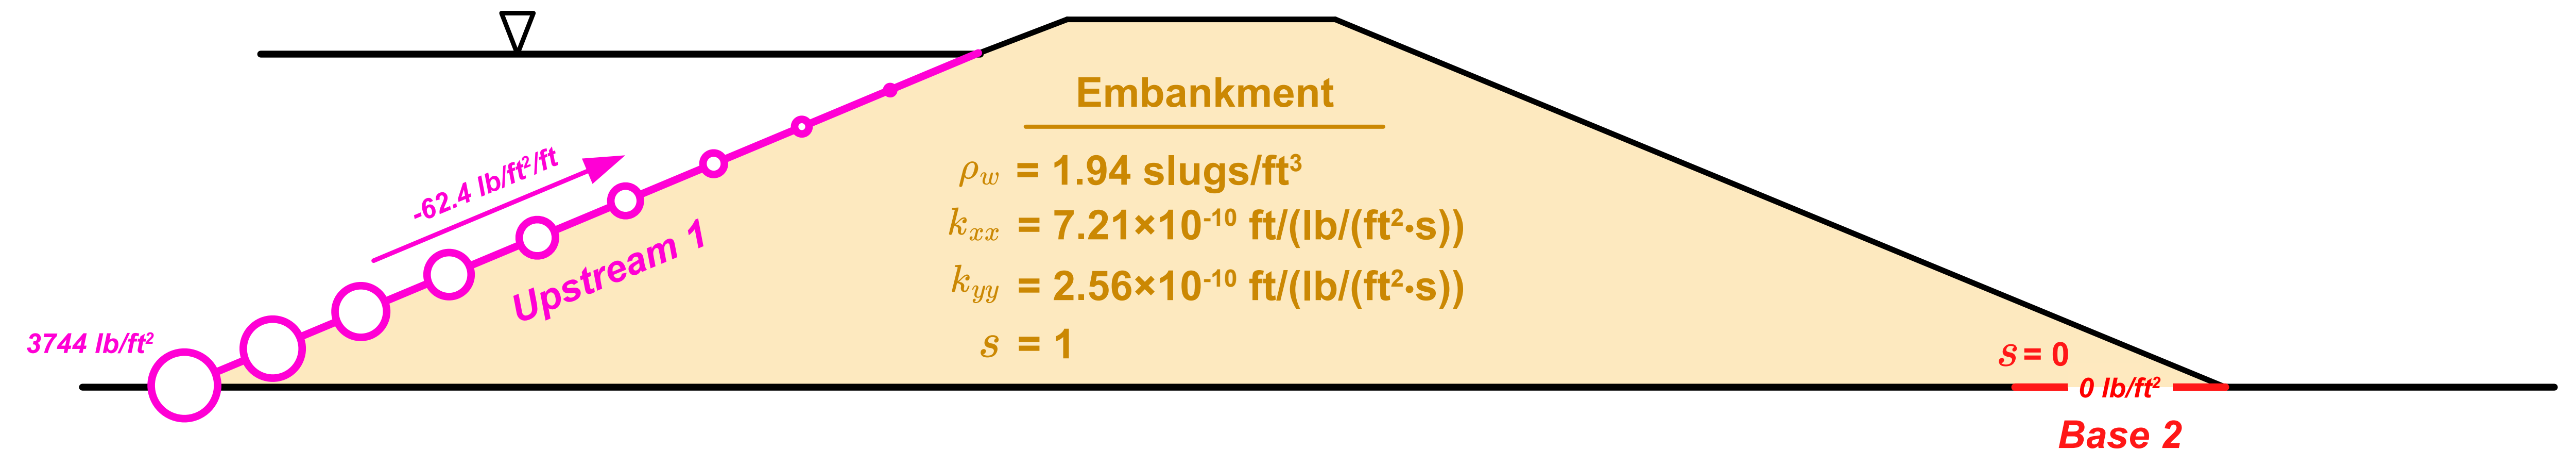 Embankment
ρw = 1.94 slugs/ft³
kxx = 7.21×10⁻¹⁰ ft/(lb/(ft²·s))
kyy = 2.56×10⁻¹⁰ ft/(lb/(ft²·s))
s = 1
-62.4 lb/ft²/ft
Upstream 1
3744 lb/ft²
s = 0
0 lb/ft²
Base 2